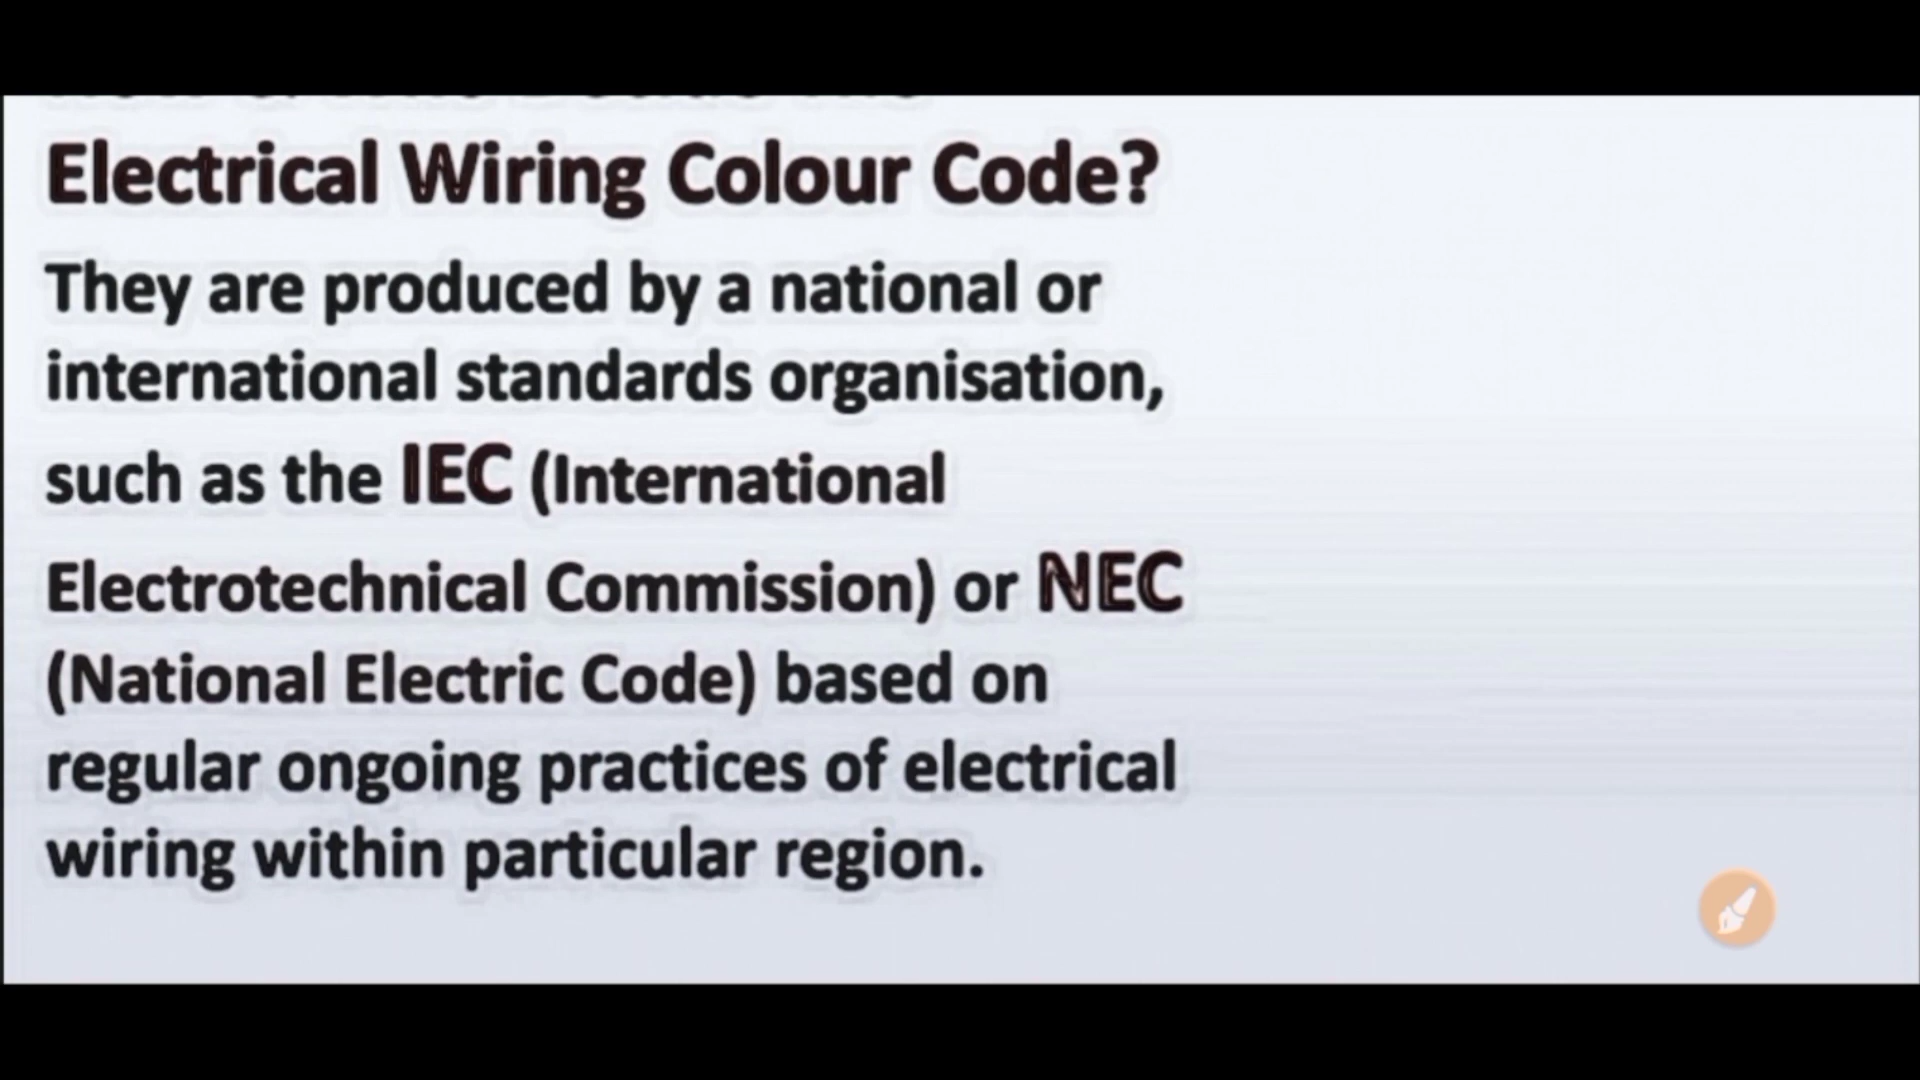 Electrical Wiring Colour Code?
They are produced by a national or
international standards organisation,
such as the IEC (International
Electrotechnical Commission) or NEC
(National Electric Code) based on
regular ongoing practices of electrical
wiring within particular region.